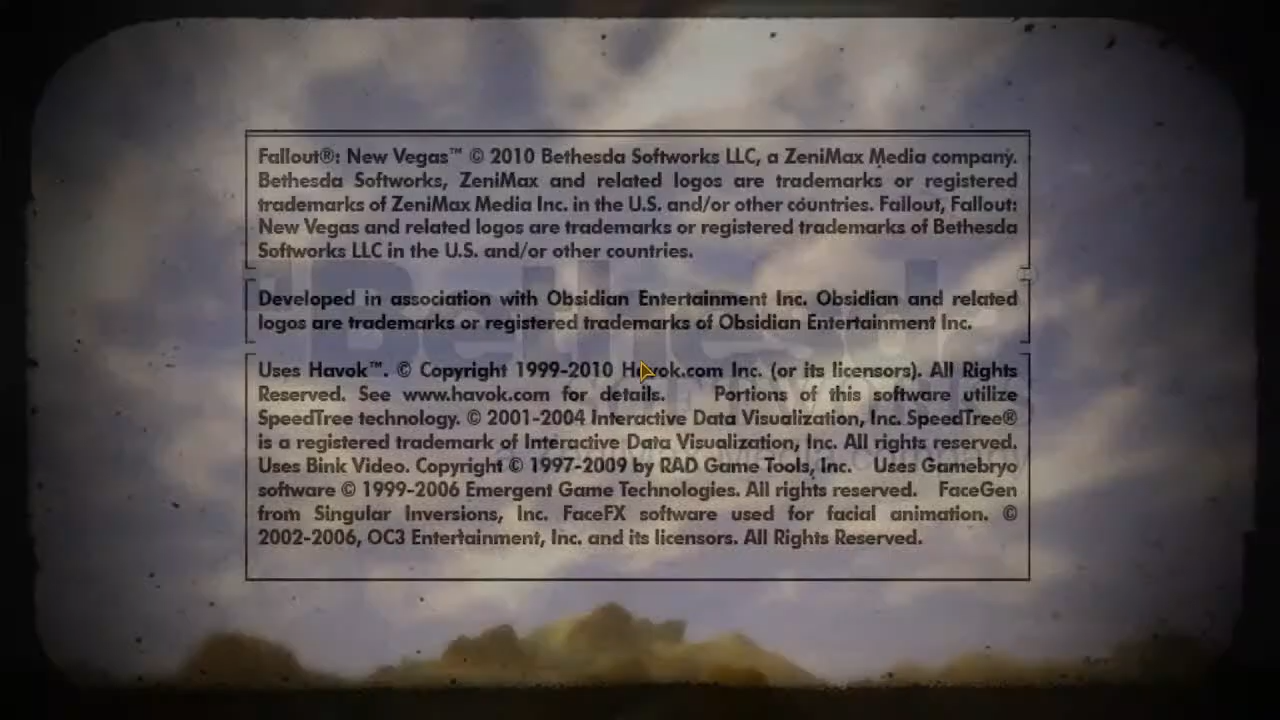 Fallout®: New Vegas™ © 2010 Bethesda Softworks LLC, a ZeniMax Media company.
Bethesda Softworks, ZeniMax and related logos are trademarks or registered
trademarks of ZeniMax Media Inc. in the U.S. and/or other countries. Fallout, Fallout:
New Vegas and related logos are trademarks or registered trademarks of Bethesda
Softworks LLC in the U.S. and/or other countries.
Bethesda
Developed in association with Obsidian Entertainment Inc. Obsidian and related
logos are trademarks or registered trademarks of Obsidian Entertainment Inc.
Uses Havok™. © Copyright 1999-2010 Havok.com Inc. (or its licensors). All Rights
Reserved. See www.havok.com for details. Portions of this software utilize
SpeedTree technology. © 2001-2004 Interactive Data Visualization, Inc. SpeedTree®
is a registered trademark of Interactive Data Visualization, Inc. All rights reserved.
Uses Bink Video. Copyright © 1997-2009 by RAD Game Tools, Inc. Uses Gamebryo
software © 1999-2006 Emergent Game Technologies. All rights reserved. FaceGen
from Singular Inversions, Inc. FaceFX software used for facial animation. ©
2002-2006, OC3 Entertainment, Inc. and its licensors. All Rights Reserved.